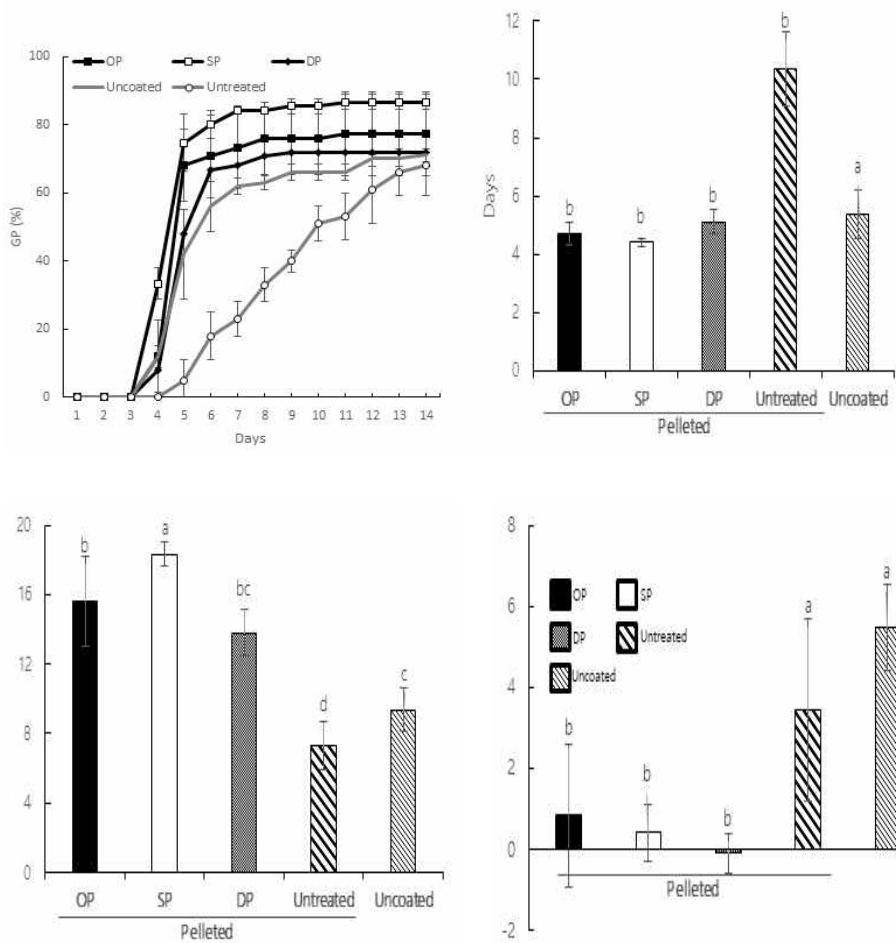 100
80
60
40
20
0
GP (%)
OP SP DP
Uncoated Untreated
1 2 3 4 5 6 7 8 9 10 11 12 13 14
Days
12
10
8
6
4
2
0
Days
b b b b a
OP SP DP Untreated Uncoated
Pelleted
20
16
12
8
4
0
b a bc d c
OP SP DP Untreated Uncoated
Pelleted
8
6
4
2
0
-2
OP SP
DP Untreated
Uncoated
b b b a a
Pelleted